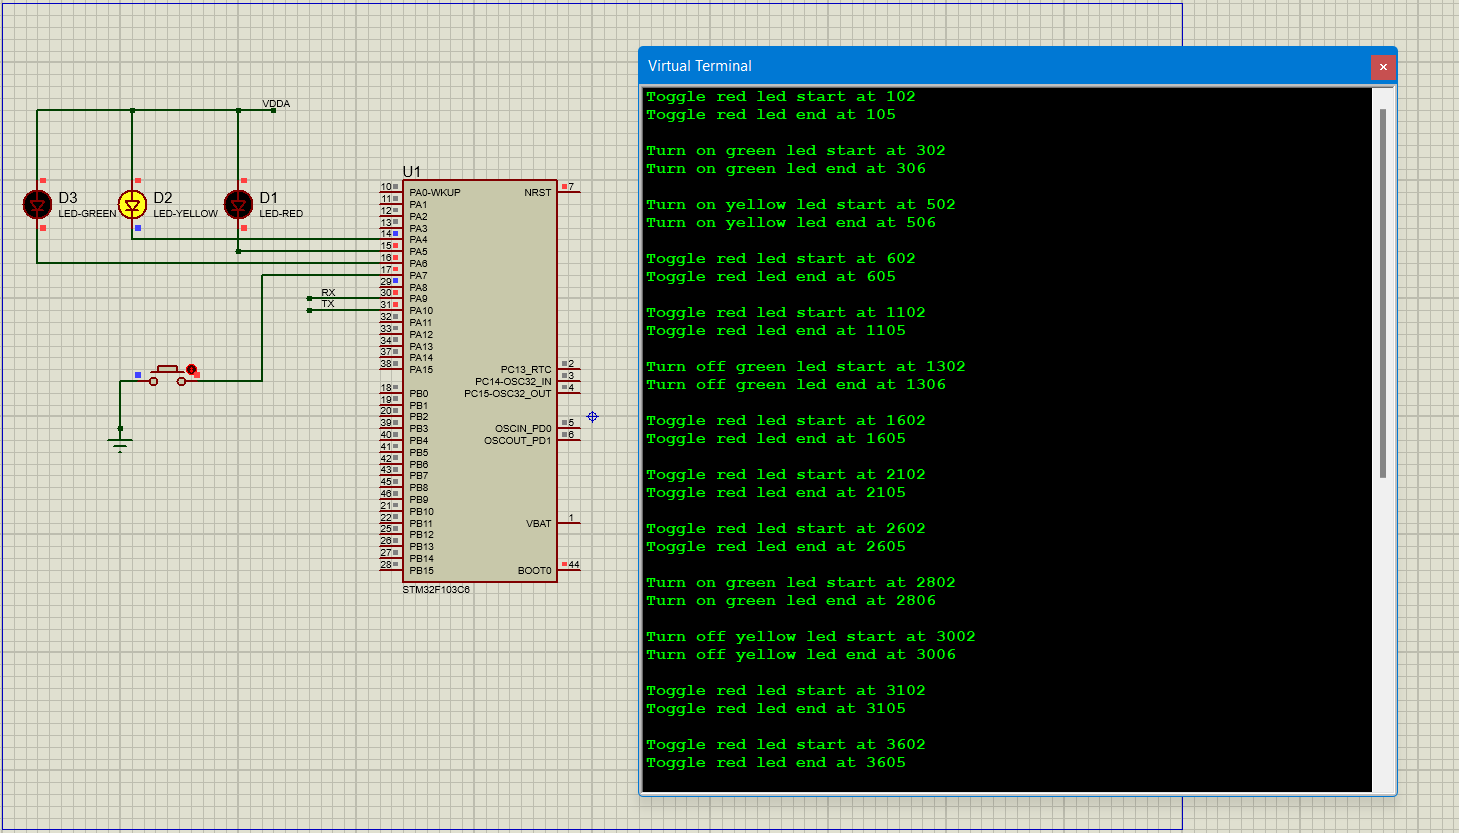 VDDA
D3
LED-GREEN
D2
LED-YELLOW
D1
LED-RED
RX
TX
U1
10 PA0-WKUP
11 PA1
12 PA2
13 PA3
14 PA4
15 PA5
16 PA6
17 PA7
29 PA8
30 PA9
31 PA10
32 PA11
33 PA12
34 PA13
37 PA14
38 PA15
18 PB0
19 PB1
20 PB2
39 PB3
40 PB4
41 PB5
42 PB6
43 PB7
45 PB8
46 PB9
21 PB10
22 PB11
25 PB12
26 PB13
27 PB14
28 PB15
NRST 7
PC13_RTC 2
PC14-OSC32_IN 3
PC15-OSC32_OUT 4
OSCIN_PD0 5
OSCOUT_PD1 6
VBAT 1
BOOT0 44
STM32F103C6
Virtual Terminal
Toggle red led start at 102
Toggle red led end at 105
Turn on green led start at 302
Turn on green led end at 306
Turn on yellow led start at 502
Turn on yellow led end at 506
Toggle red led start at 602
Toggle red led end at 605
Toggle red led start at 1102
Toggle red led end at 1105
Turn off green led start at 1302
Turn off green led end at 1306
Toggle red led start at 1602
Toggle red led end at 1605
Toggle red led start at 2102
Toggle red led end at 2105
Toggle red led start at 2602
Toggle red led end at 2605
Turn on green led start at 2802
Turn on green led end at 2806
Turn off yellow led start at 3002
Turn off yellow led end at 3006
Toggle red led start at 3102
Toggle red led end at 3105
Toggle red led start at 3602
Toggle red led end at 3605